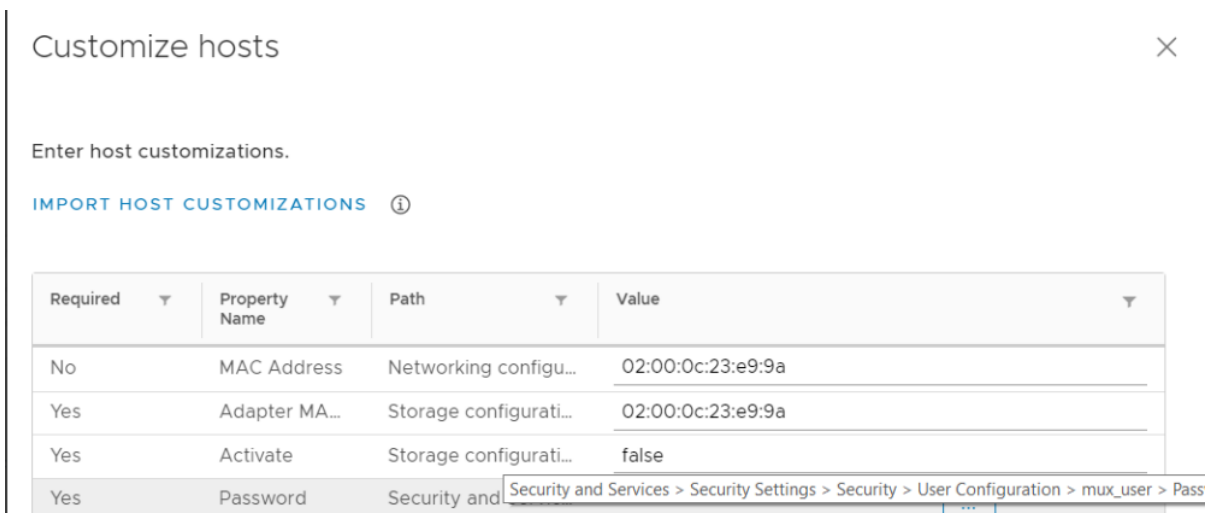 Customize hosts
Enter host customizations.
IMPORT HOST CUSTOMIZATIONS
Required Property Name Path Value
No MAC Address Networking configu... 02:00:0c:23:e9:9a
Yes Adapter MA... Storage configurati... 02:00:0c:23:e9:9a
Yes Activate Storage configurati... false
Yes Password Security and
Security and Services > Security Settings > Security > User Configuration > mux_user > Pass
...